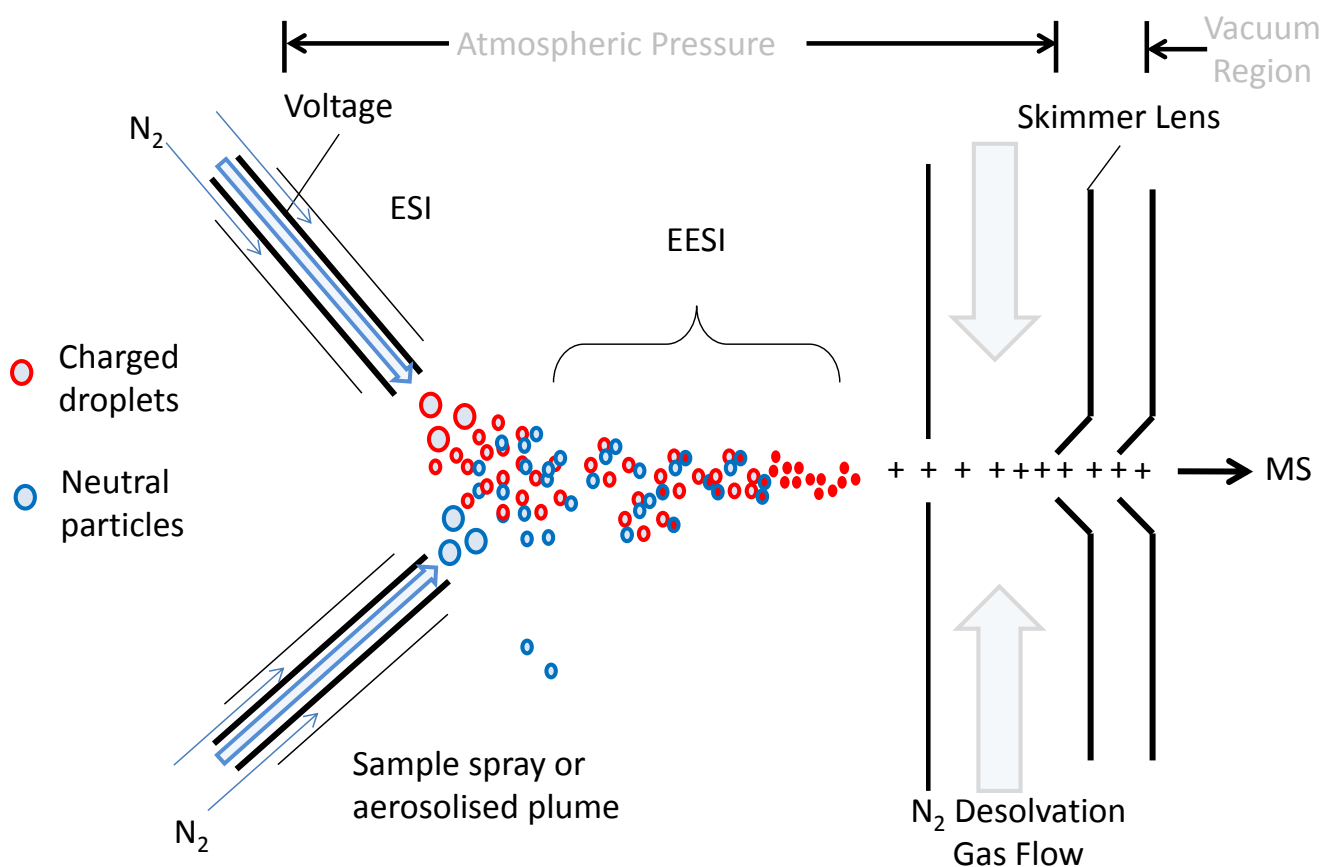 Atmospheric Pressure
Vacuum
Region
Voltage
N₂
Skimmer Lens
ESI
EESI
Charged
droplets
Neutral
particles
+ + + + + + + + + +
MS
Sample spray or
aerosolised plume
N₂
N₂ Desolvation
Gas Flow